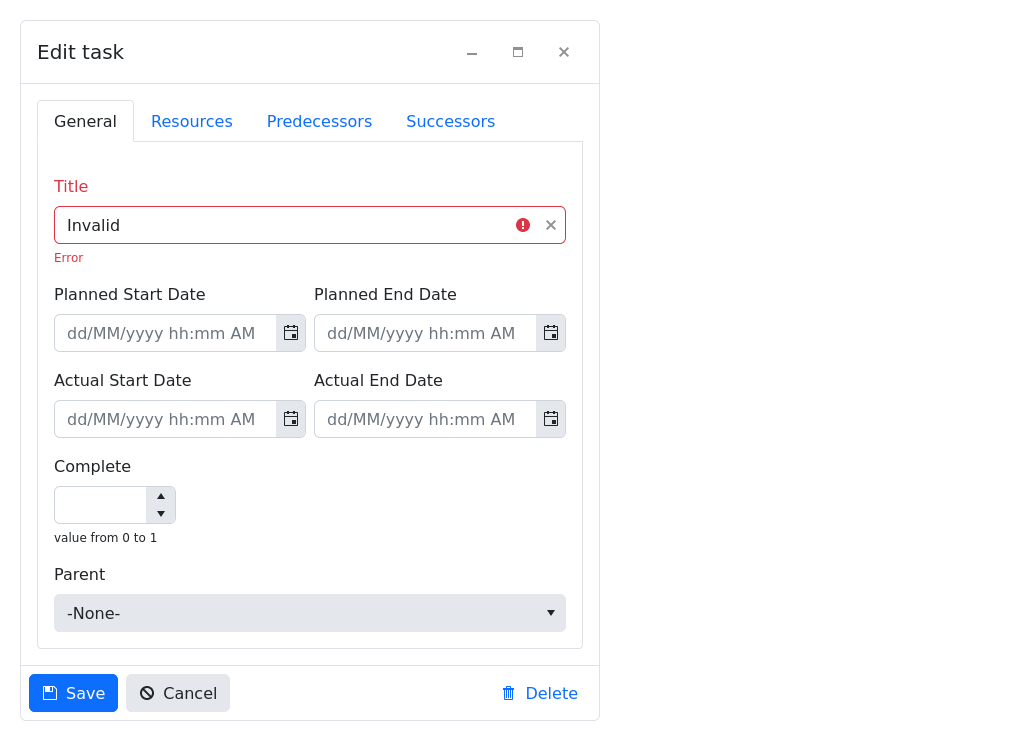 Edit task
General Resources Predecessors Successors
Title
Invalid
Error
Planned Start Date Planned End Date
dd/MM/yyyy hh:mm AM dd/MM/yyyy hh:mm AM
Actual Start Date Actual End Date
dd/MM/yyyy hh:mm AM dd/MM/yyyy hh:mm AM
Complete
value from 0 to 1
Parent
-None-
Save Cancel Delete